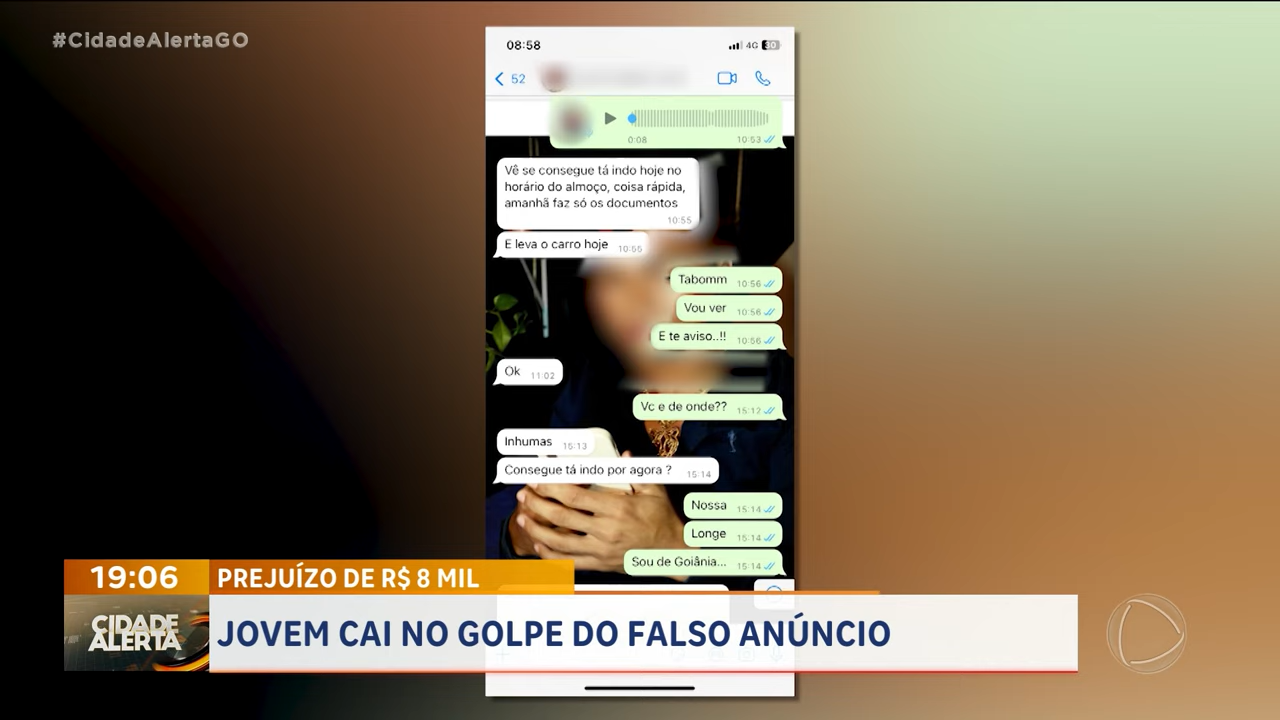 #CidadeAlertaGO
08:58
4G 30
52
0:08 10:53
Vê se consegue tá indo hoje no
horário do almoço, coisa rápida,
amanhã faz só os documentos
10:55
E leva o carro hoje 10:55
Tabomm 10:56
Vou ver 10:56
E te aviso..!! 10:56
Ok 11:02
Vc e de onde?? 15:12
Inhumas 15:13
Consegue tá indo por agora ? 15:14
Nossa 15:14
Longe 15:14
Sou de Goiânia... 15:14
19:06 PREJUÍZO DE R$ 8 MIL
CIDADE
ALERTA
JOVEM CAI NO GOLPE DO FALSO ANÚNCIO